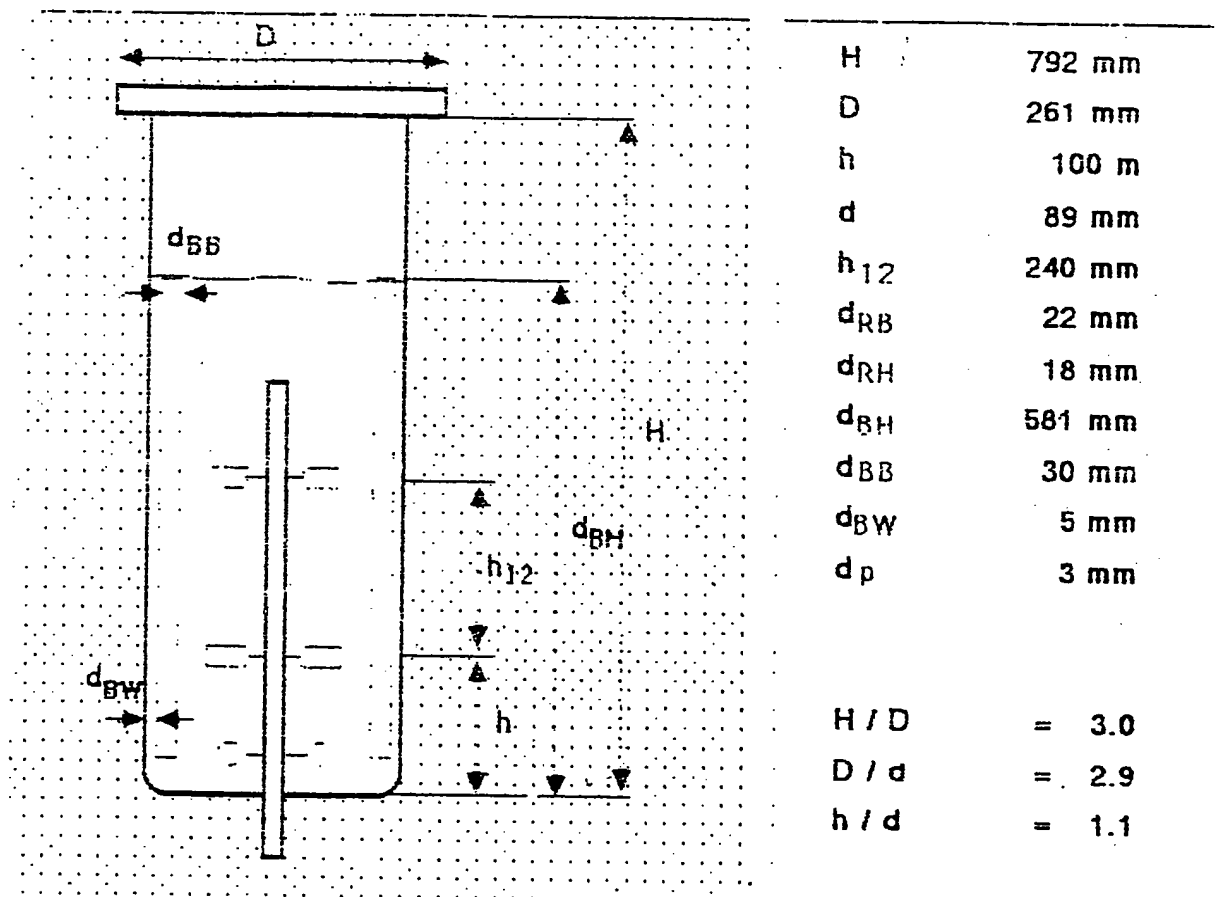 D
d_BB
H
d_BH
h_12
d_BW
h
H 792 mm
D 261 mm
h 100 m
d 89 mm
h_12 240 mm
d_RB 22 mm
d_RH 18 mm
d_BH 581 mm
d_BB 30 mm
d_BW 5 mm
d_p 3 mm
H / D = 3.0
D / d = 2.9
h / d = 1.1